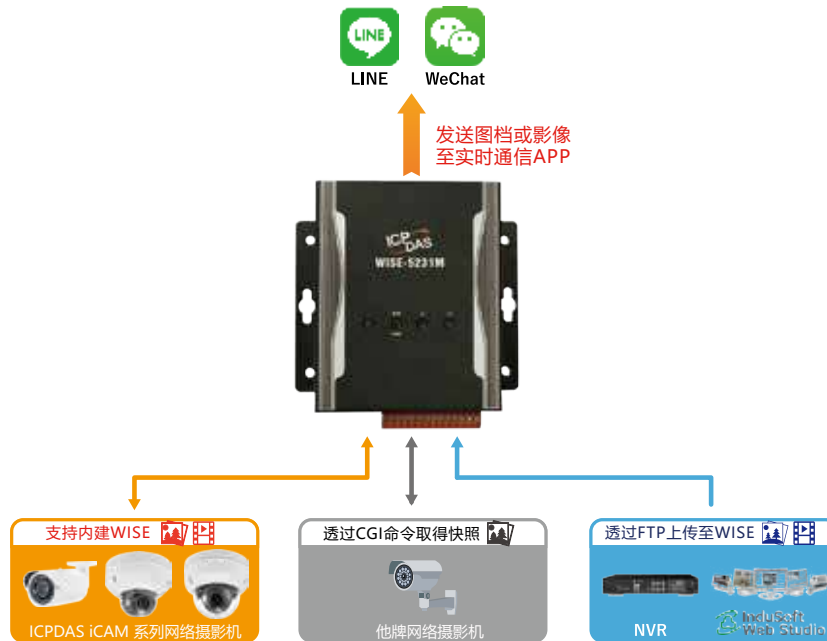 LINE
LINE
WeChat
发送图档或影像
至实时通信APP
ICP
DAS
WISE-5231M
支持内建WISE
透过CGI命令取得快照
透过FTP上传至WISE
ICPDAS iCAM 系列网络摄影机
他牌网络摄影机
NVR
InduSoft
Web Studio